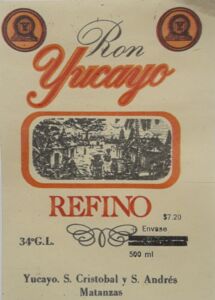 Ron
Yucayo
REFINO
$7.20
Envase
34°G.L.
500 ml
Yucayo. S. Cristobal y S. Andrés
Matanzas